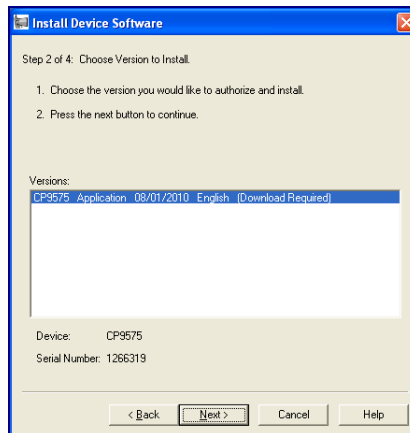 Install Device Software
Step 2 of 4: Choose Version to Install.
1. Choose the version you would like to authorize and install.
2. Press the next button to continue.
Versions:
CP9575 Application 08/01/2010 English (Download Required)
Device: CP9575
Serial Number: 1266319
< Back Next > Cancel Help